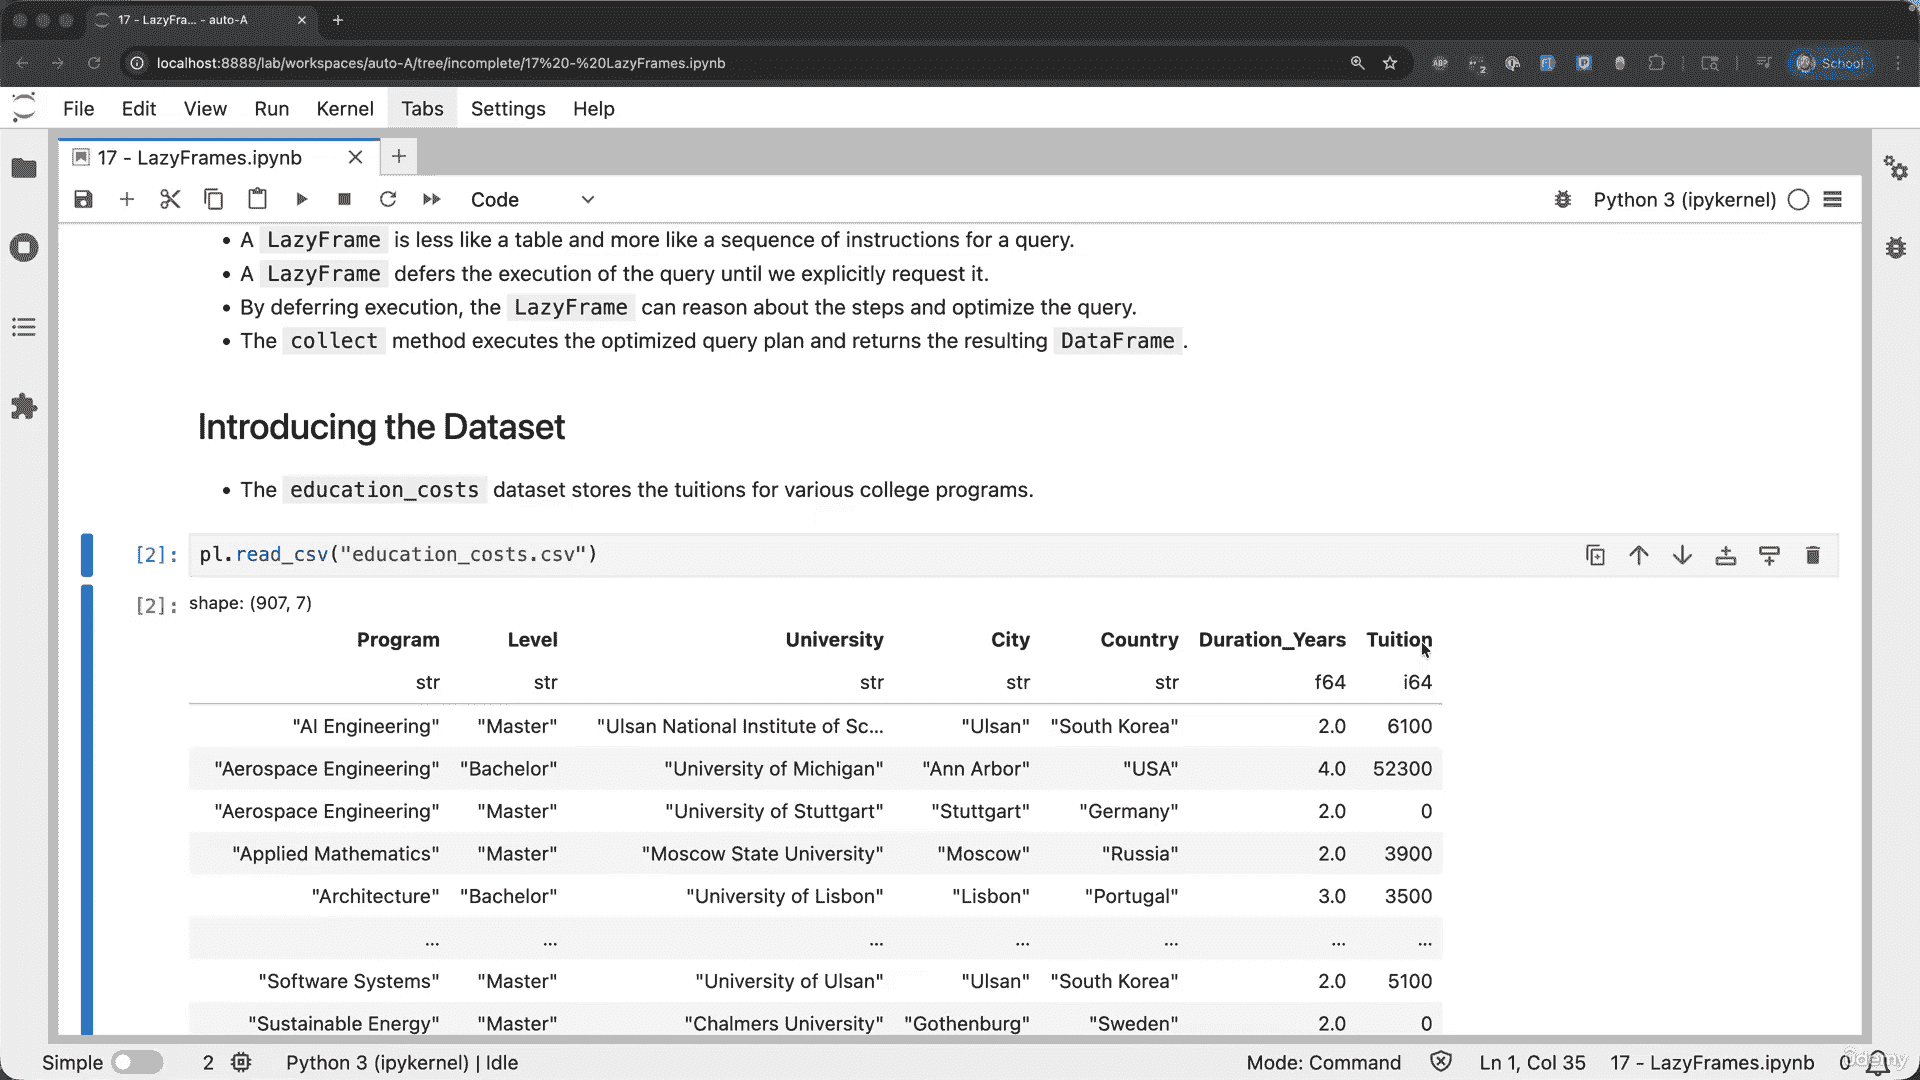 17 - LazyFra... - auto-A
localhost:8888/lab/workspaces/auto-A/tree/incomplete/17%20-%20LazyFrames.ipynb
ABP
2
School
File Edit View Run Kernel Tabs Settings Help
17 - LazyFrames.ipynb
Code
Python 3 (ipykernel)
• A LazyFrame is less like a table and more like a sequence of instructions for a query.
• A LazyFrame defers the execution of the query until we explicitly request it.
• By deferring execution, the LazyFrame can reason about the steps and optimize the query.
• The collect method executes the optimized query plan and returns the resulting DataFrame.
Introducing the Dataset
• The education_costs dataset stores the tuitions for various college programs.
[2]: pl.read_csv("education_costs.csv")
[2]: shape: (907, 7)
Program Level University City Country Duration_Years Tuition
str str str str str f64 i64
"AI Engineering" "Master" "Ulsan National Institute of Sc... "Ulsan" "South Korea" 2.0 6100
"Aerospace Engineering" "Bachelor" "University of Michigan" "Ann Arbor" "USA" 4.0 52300
"Aerospace Engineering" "Master" "University of Stuttgart" "Stuttgart" "Germany" 2.0 0
"Applied Mathematics" "Master" "Moscow State University" "Moscow" "Russia" 2.0 3900
"Architecture" "Bachelor" "University of Lisbon" "Lisbon" "Portugal" 3.0 3500
... ... ... ... ... ... ...
"Software Systems" "Master" "University of Ulsan" "Ulsan" "South Korea" 2.0 5100
"Sustainable Energy" "Master" "Chalmers University" "Gothenburg" "Sweden" 2.0 0
Simple 2 Python 3 (ipykernel) | Idle Mode: Command Ln 1, Col 35 17 - LazyFrames.ipynb 0
udemy